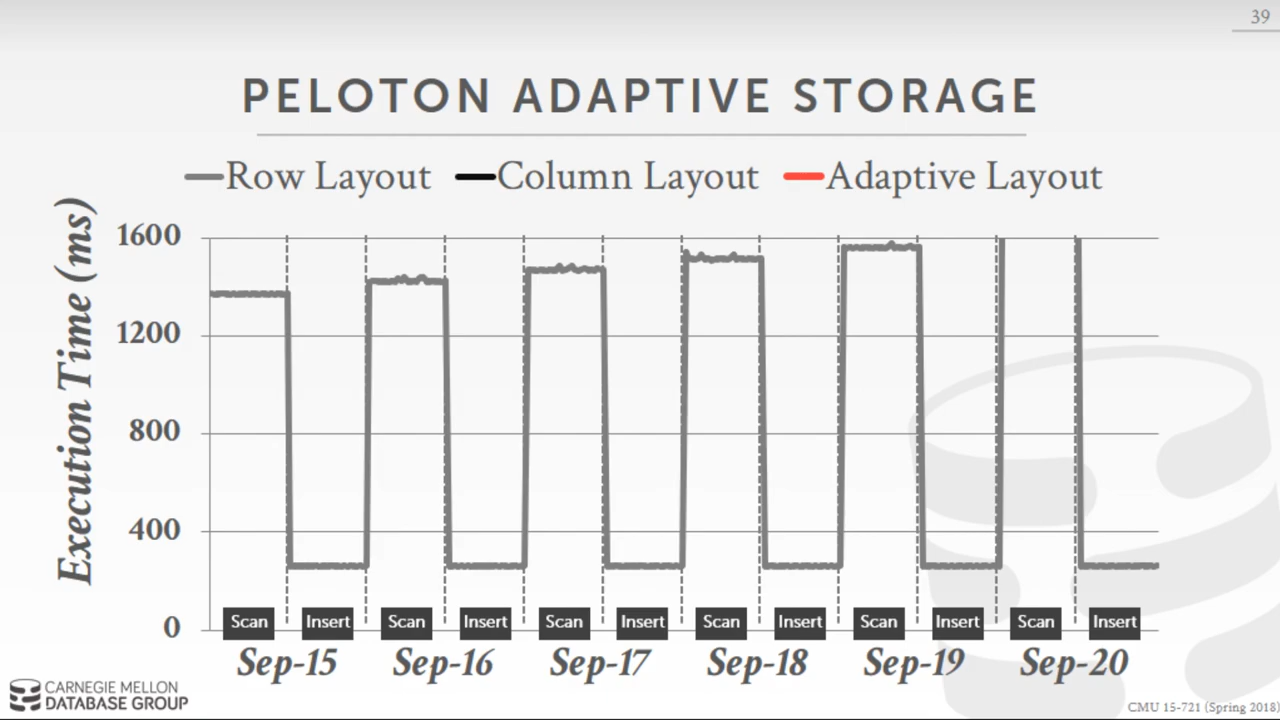 39
PELOTON ADAPTIVE STORAGE
Row Layout Column Layout Adaptive Layout
Execution Time (ms)
1600
1200
800
400
0
Scan Insert Scan Insert Scan Insert Scan Insert Scan Insert Scan Insert
Sep-15 Sep-16 Sep-17 Sep-18 Sep-19 Sep-20
CARNEGIE MELLON
DATABASE GROUP
CMU 15-721 (Spring 2018)